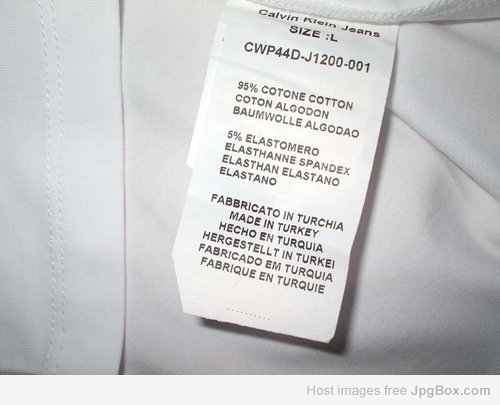 Calvin Klein Jeans
SIZE :L
CWP44D-J1200-001
95% COTONE COTTON
COTON ALGODON
BAUMWOLLE ALGODAO
5% ELASTOMERO
ELASTHANNE SPANDEX
ELASTHAN ELASTANO
ELASTANO
FABBRICATO IN TURCHIA
MADE IN TURKEY
HECHO EN TURQUIA
HERGESTELLT IN TURKEI
FABRICADO EM TURQUIA
FABRIQUE EN TURQUIE
Host images free JpgBox.com